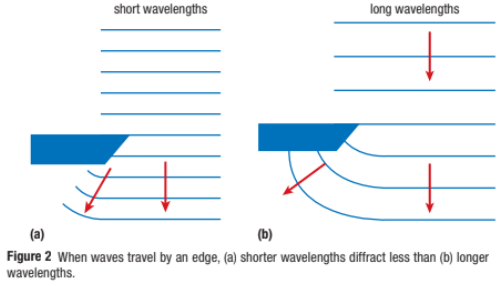 short wavelengths
long wavelengths
(a)
(b)
Figure 2 When waves travel by an edge, (a) shorter wavelengths diffract less than (b) longer
wavelengths.